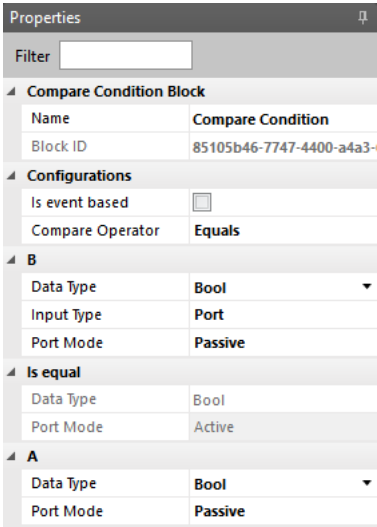 Properties
Filter
Compare Condition Block
Name Compare Condition
Block ID 85105b46-7747-4400-a4a3-
Configurations
Is event based
Compare Operator Equals
B
Data Type Bool
Input Type Port
Port Mode Passive
Is equal
Data Type Bool
Port Mode Active
A
Data Type Bool
Port Mode Passive